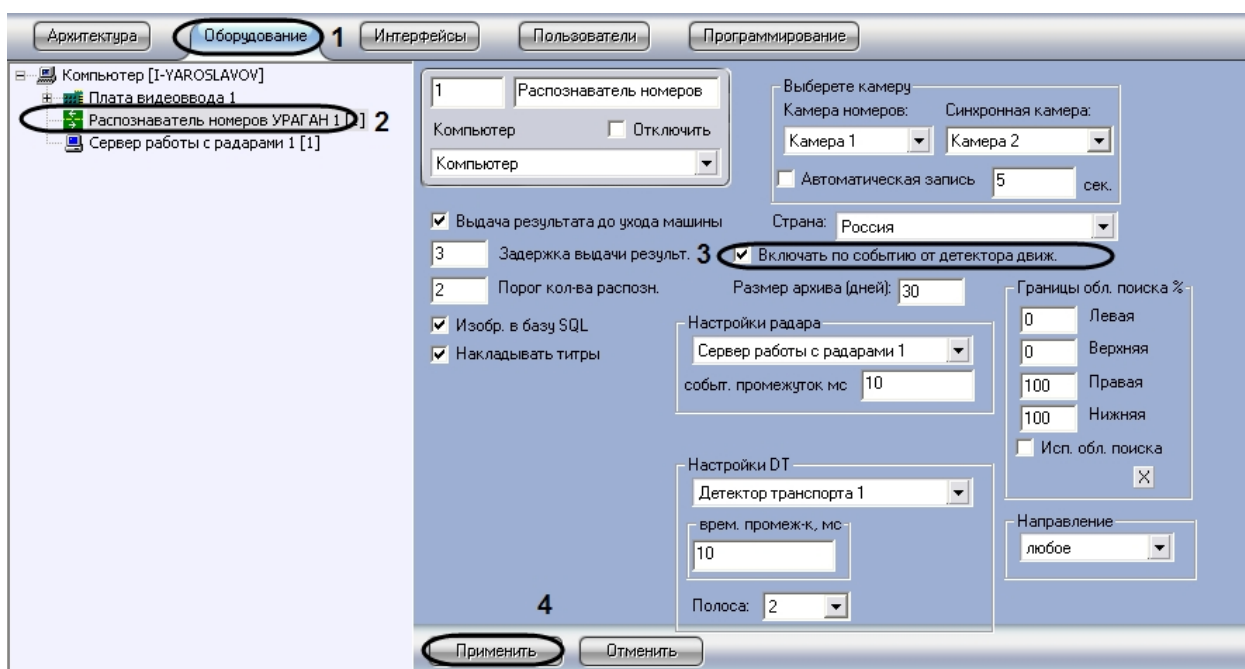 Архитектура Оборудование 1 Интерфейсы Пользователи Программирование
Компьютер [I-YAROSLAVOV]
Плата видеоввода 1
Распознаватель номеров УРАГАН 1 ] 2
Сервер работы с радарами 1 [1]
1 Распознаватель номеров
Компьютер Отключить
Компьютер
Выберете камеру
Камера номеров: Синхронная камера:
Камера 1 Камера 2
Автоматическая запись 5 сек.
Выдача результата до ухода машины
Страна: Россия
3 Задержка выдачи результ.
3 Включать по событию от детектора движ.
2 Порог кол-ва распозн.
Размер архива (дней): 30
Изобр. в базу SQL
Накладывать титры
Настройки радара
Сервер работы с радарами 1
событ. промежуток мс 10
Границы обл. поиска %
0 Левая
0 Верхняя
100 Правая
100 Нижняя
Исп. обл. поиска
X
Настройки DT
Детектор транспорта 1
врем. промеж-к, мс
10
Полоса: 2
Направление
любое
4
Применить Отменить